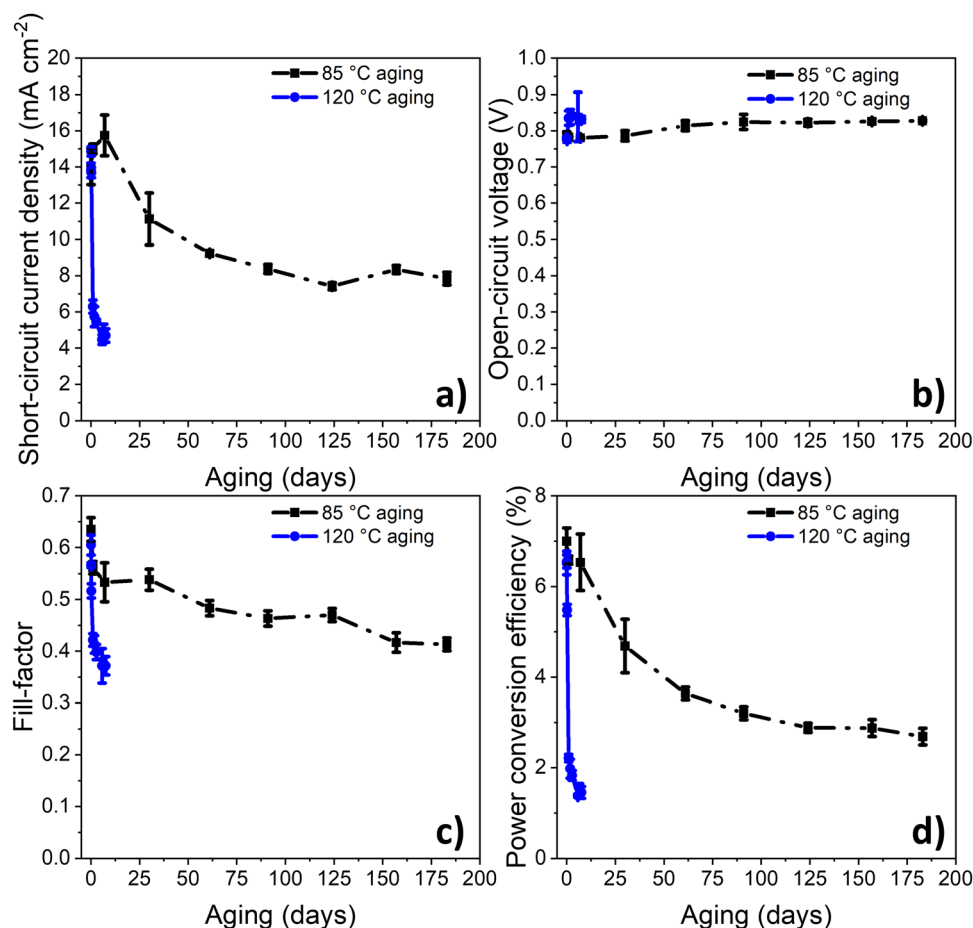 Short-circuit current density (mA cm⁻²)
20
18
16
14
12
10
8
6
4
2
0
85 °C aging
120 °C aging
a)
0 25 50 75 100 125 150 175 200
Aging (days)
Open-circuit voltage (V)
1.0
0.9
0.8
0.7
0.6
0.5
0.4
0.3
0.2
0.1
0.0
85 °C aging
120 °C aging
b)
0 25 50 75 100 125 150 175 200
Aging (days)
Fill-factor
0.7
0.6
0.5
0.4
0.3
0.2
0.1
0.0
85 °C aging
120 °C aging
c)
0 25 50 75 100 125 150 175 200
Aging (days)
Power conversion efficiency (%)
8
6
4
2
0
85 °C aging
120 °C aging
d)
0 25 50 75 100 125 150 175 200
Aging (days)